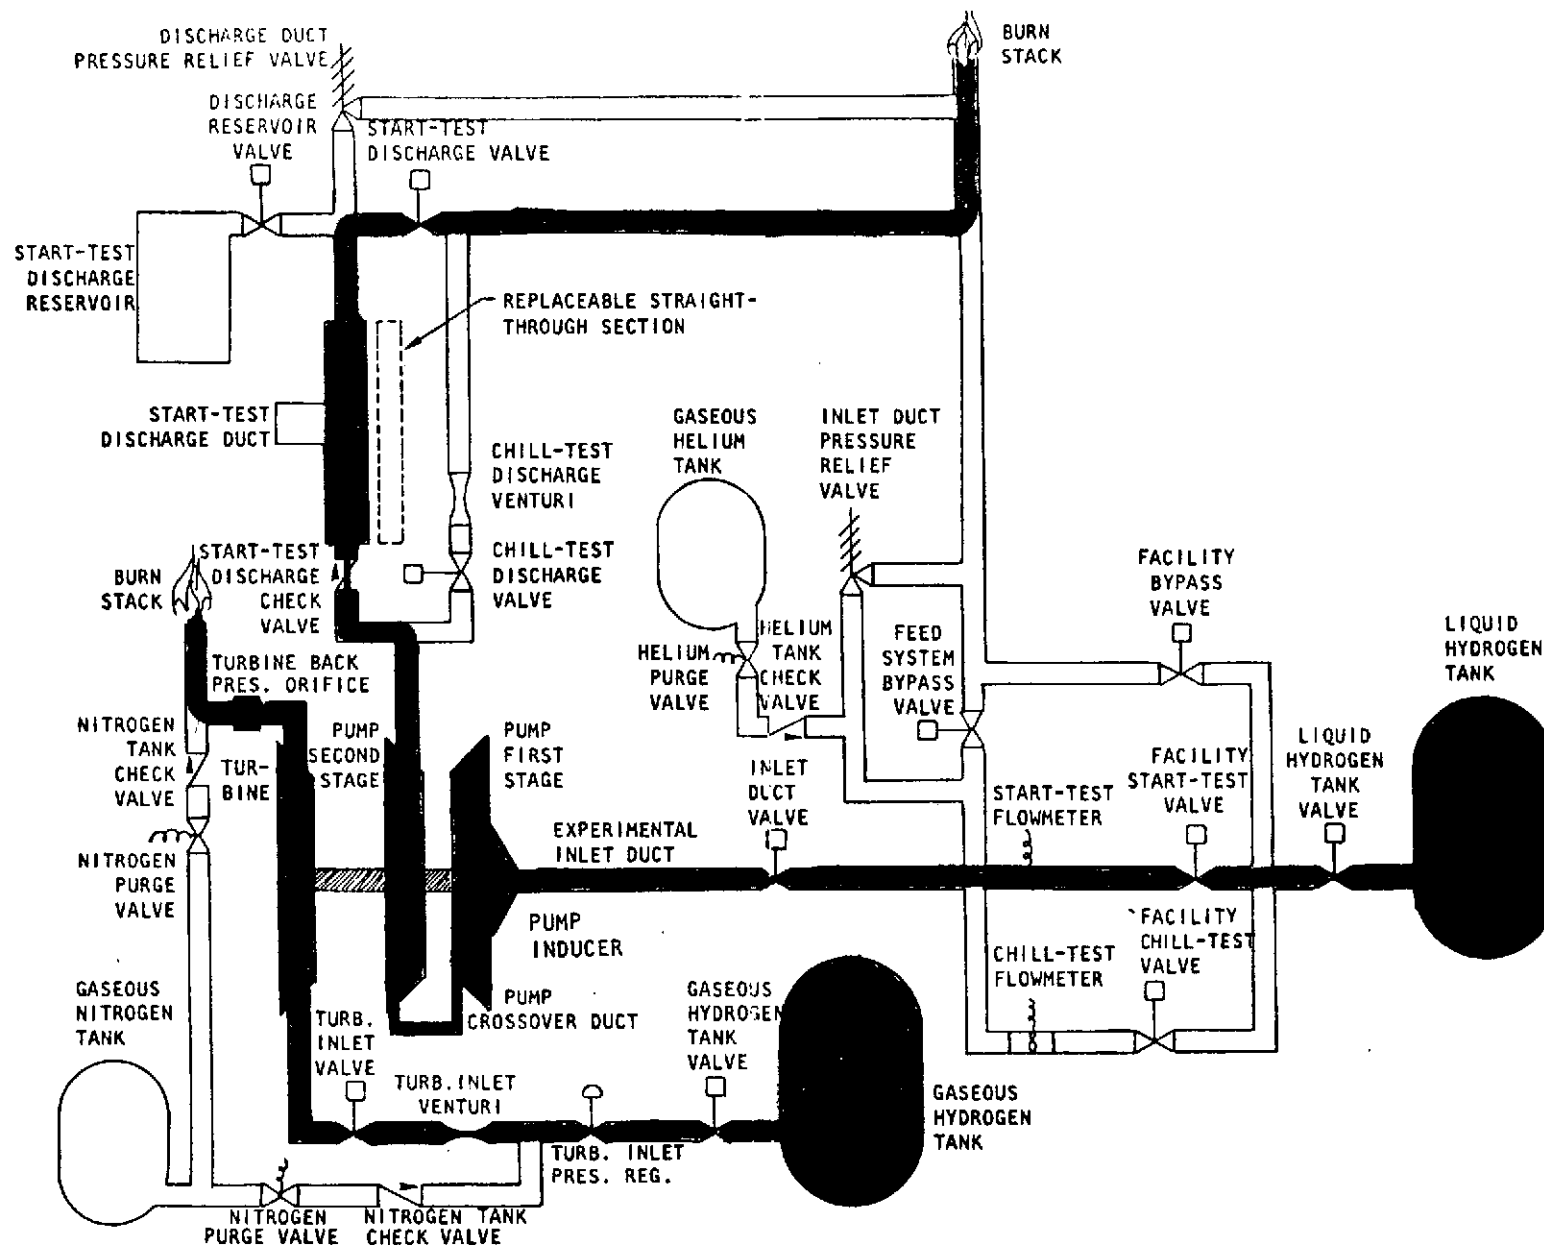 DISCHARGE DUCT
PRESSURE RELIEF VALVE
BURN
STACK
DISCHARGE
RESERVOIR
VALVE
START-TEST
DISCHARGE VALVE
START-TEST
DISCHARGE
RESERVOIR
REPLACEABLE STRAIGHT-
THROUGH SECTION
START-TEST
DISCHARGE DUCT
GASEOUS
HELIUM
TANK
INLET DUCT
PRESSURE
RELIEF
VALVE
CHILL-TEST
DISCHARGE
VENTURI
START-TEST
DISCHARGE
CHECK
VALVE
CHILL-TEST
DISCHARGE
VALVE
BURN
STACK
FACILITY
BYPASS
VALVE
LIQUID
HYDROGEN
TANK
HELIUM
PURGE
VALVE
HELIUM
TANK
CHECK
VALVE
FEED
SYSTEM
BYPASS
VALVE
TURBINE BACK
PRES. ORIFICE
NITROGEN
TANK
CHECK
VALVE
TUR-
BINE
PUMP
SECOND
STAGE
PUMP
FIRST
STAGE
INLET
DUCT
VALVE
START-TEST
FLOWMETER
FACILITY
START-TEST
VALVE
LIQUID
HYDROGEN
TANK
VALVE
EXPERIMENTAL
INLET DUCT
NITROGEN
PURGE
VALVE
PUMP
INDUCER
FACILITY
CHILL-TEST
VALVE
CHILL-TEST
FLOWMETER
GASEOUS
NITROGEN
TANK
TURB.
INLET
VALVE
PUMP
CROSSOVER DUCT
GASEOUS
HYDROGEN
TANK
VALVE
TURB. INLET
VENTURI
GASEOUS
HYDROGEN
TANK
TURB. INLET
PRES. REG.
NITROGEN
PURGE VALVE
NITROGEN TANK
CHECK VALVE